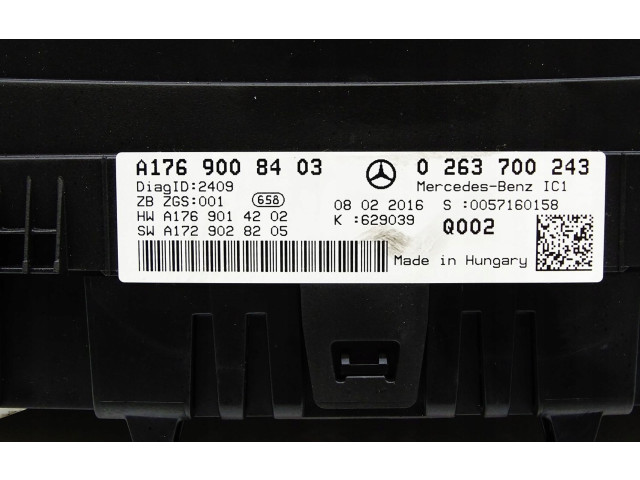 A176 900 84 03 0 263 700 243
DiagID:2409 Mercedes-Benz IC1
ZB ZGS:001 658 08 02 2016 S :0057160158
HW A176 901 42 02 K :629039 Q002
SW A172 902 82 05
Made in Hungary